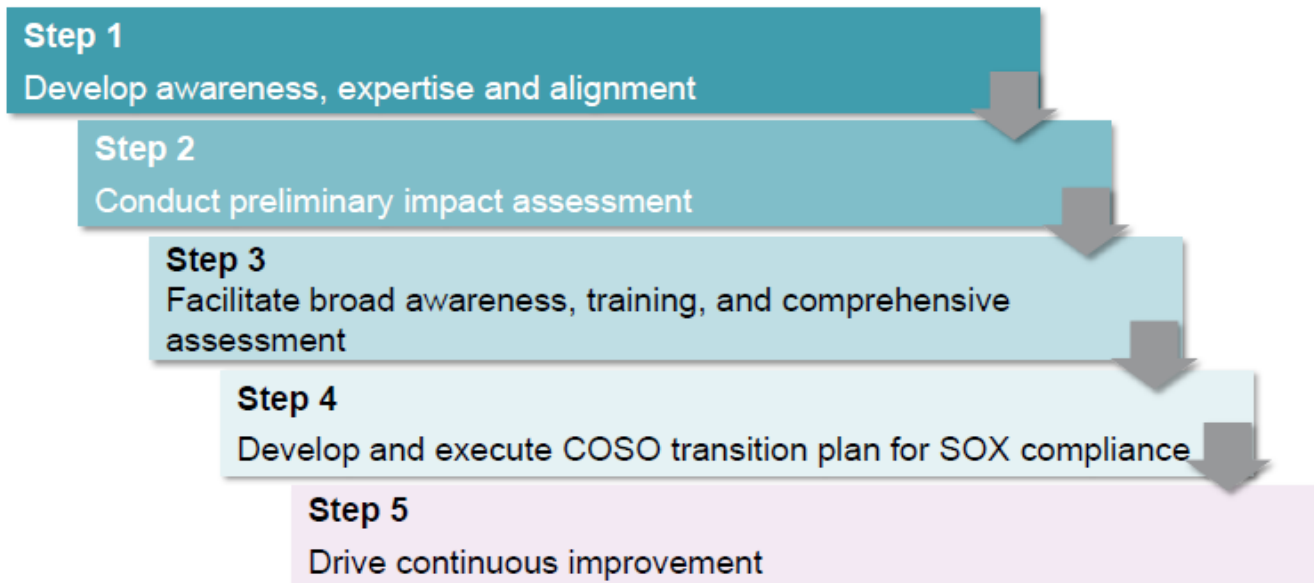 Step 1
Develop awareness, expertise and alignment
Step 2
Conduct preliminary impact assessment
Step 3
Facilitate broad awareness, training, and comprehensive
assessment
Step 4
Develop and execute COSO transition plan for SOX compliance
Step 5
Drive continuous improvement